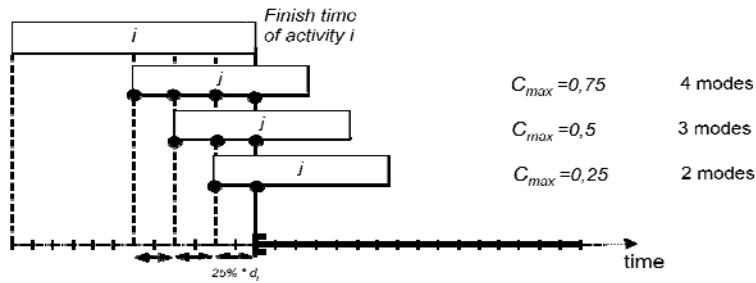 Finish time
of activity i
i
j
C_max =0,75 4 modes
j
C_max =0,5 3 modes
j
C_max =0,25 2 modes
25% * d_j
time